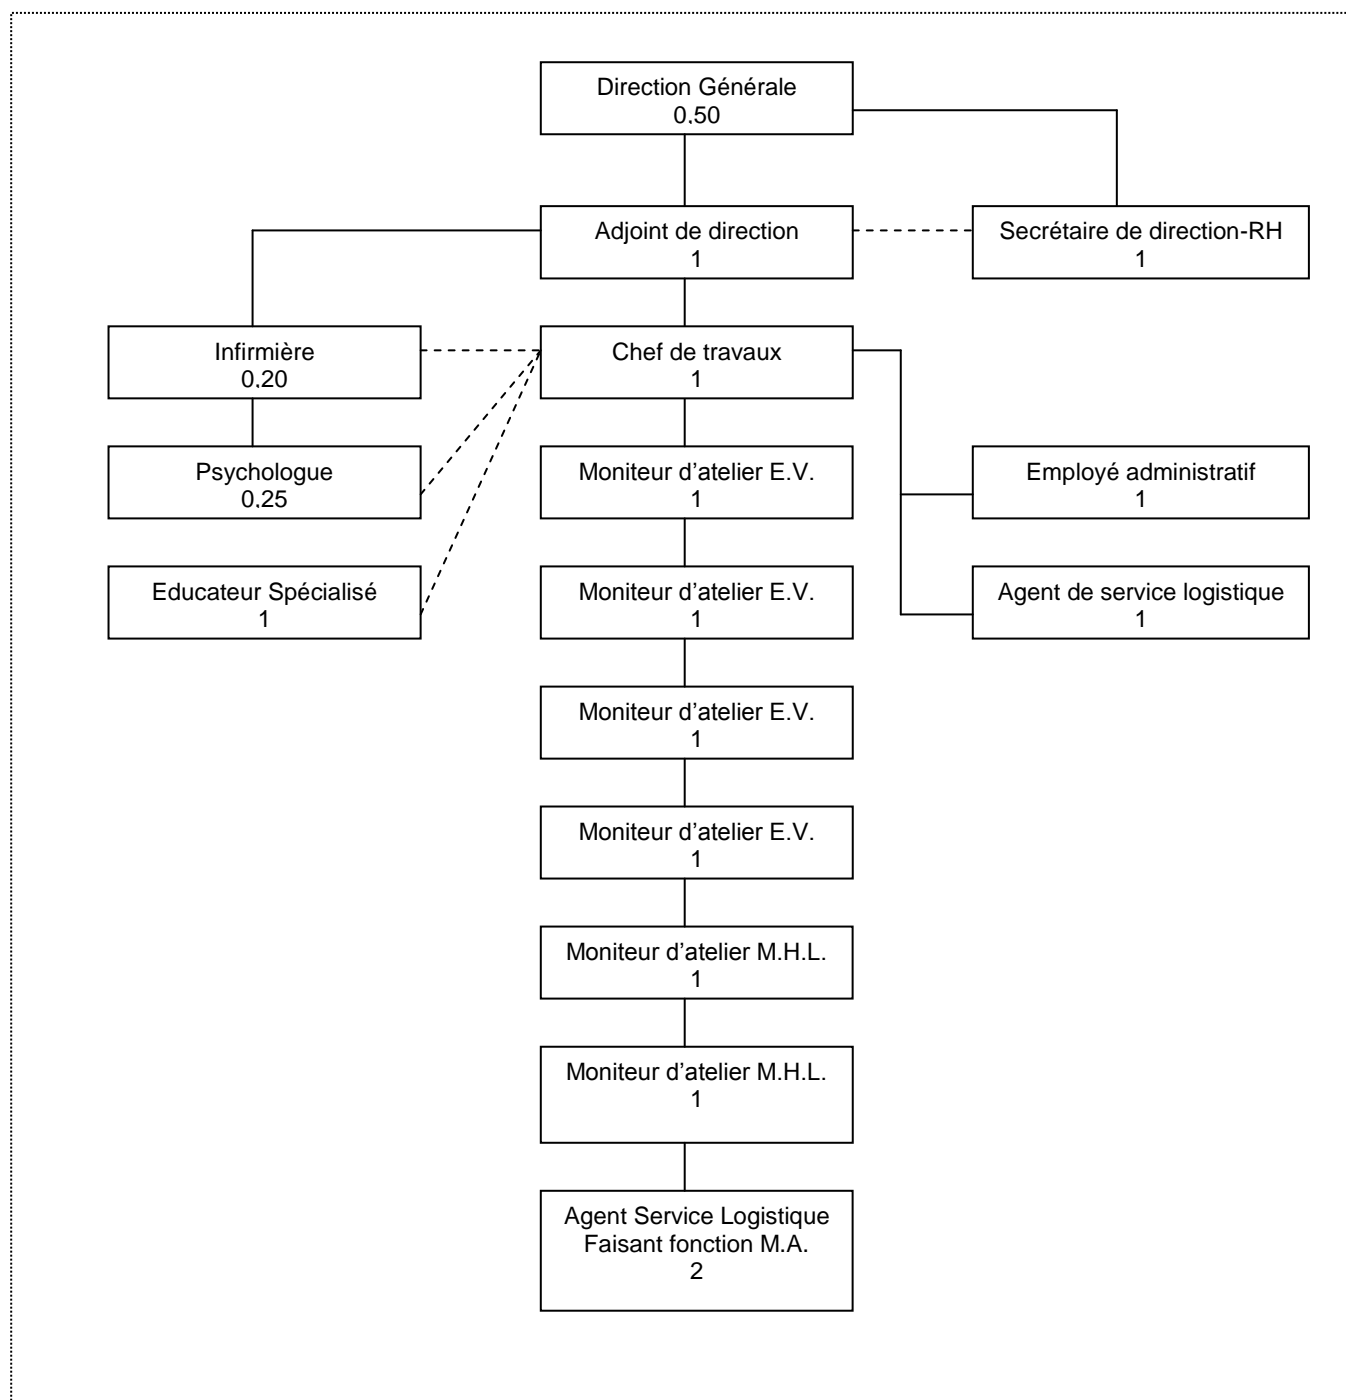 Direction Générale
0.50
Adjoint de direction
1
Secrétaire de direction-RH
1
Infirmière
0.20
Chef de travaux
1
Psychologue
0.25
Moniteur d’atelier E.V.
1
Employé administratif
1
Educateur Spécialisé
1
Moniteur d’atelier E.V.
1
Agent de service logistique
1
Moniteur d’atelier E.V.
1
Moniteur d’atelier E.V.
1
Moniteur d’atelier M.H.L.
1
Moniteur d’atelier M.H.L.
1
Agent Service Logistique
Faisant fonction M.A.
2